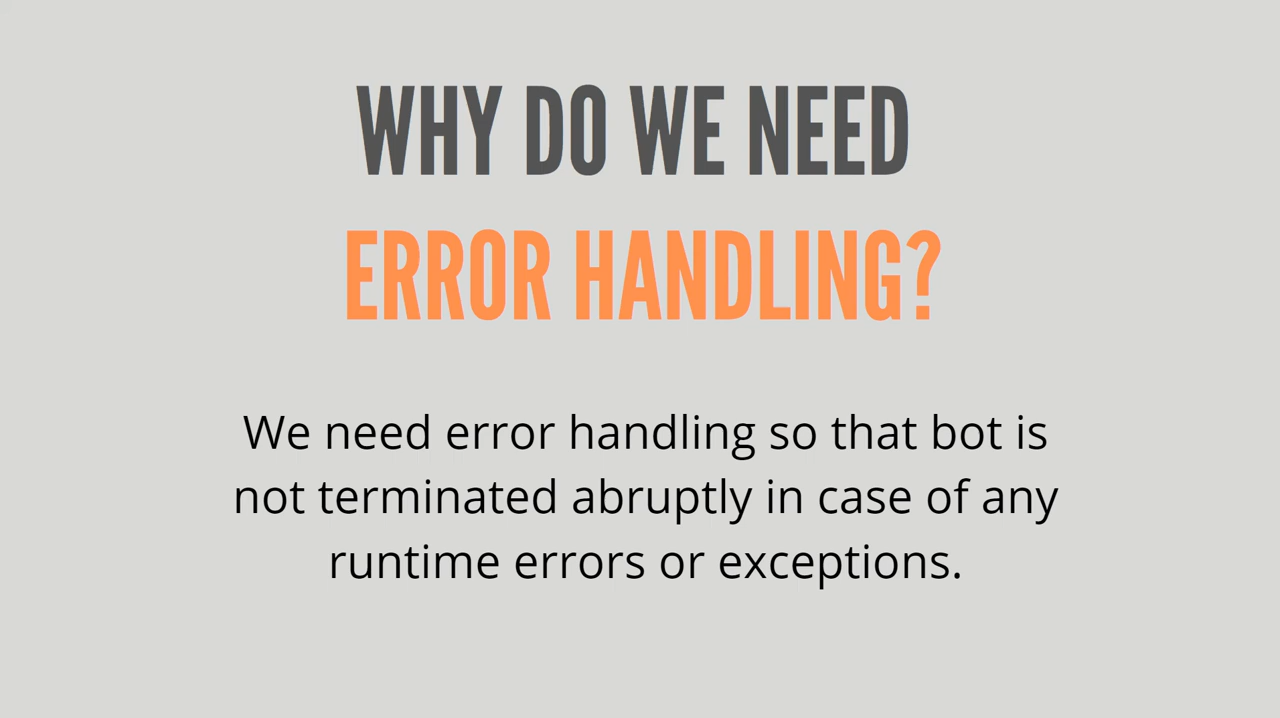 WHY DO WE NEED
ERROR HANDLING?
We need error handling so that bot is
not terminated abruptly in case of any
runtime errors or exceptions.